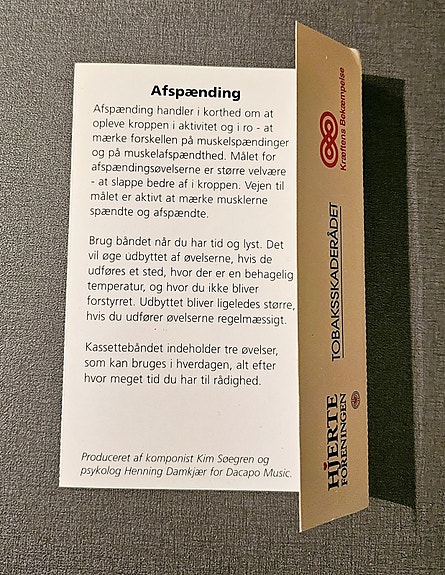 Afspænding
Afspænding handler i korthed om at
opleve kroppen i aktivitet og i ro - at
mærke forskellen på muskelspændinger
og på muskelafspændthed. Målet for
afspændingsøvelserne er større velvære
- at slappe bedre af i kroppen. Vejen til
målet er aktivt at mærke musklerne
spændte og afspændte.
Brug båndet når du har tid og lyst. Det
vil øge udbyttet af øvelserne, hvis de
udføres et sted, hvor der er en behagelig
temperatur, og hvor du ikke bliver
forstyrret. Udbyttet bliver ligeledes større,
hvis du udfører øvelserne regelmæssigt.
Kassettebåndet indeholder tre øvelser,
som kan bruges i hverdagen, alt efter
hvor meget tid du har til rådighed.
Produceret af komponist Kim Søegren og
psykolog Henning Damkjær for Dacapo Music.
HJERTE
FORENINGEN
TOBAKSSKADERÅDET
Kræftens Bekæmpelse